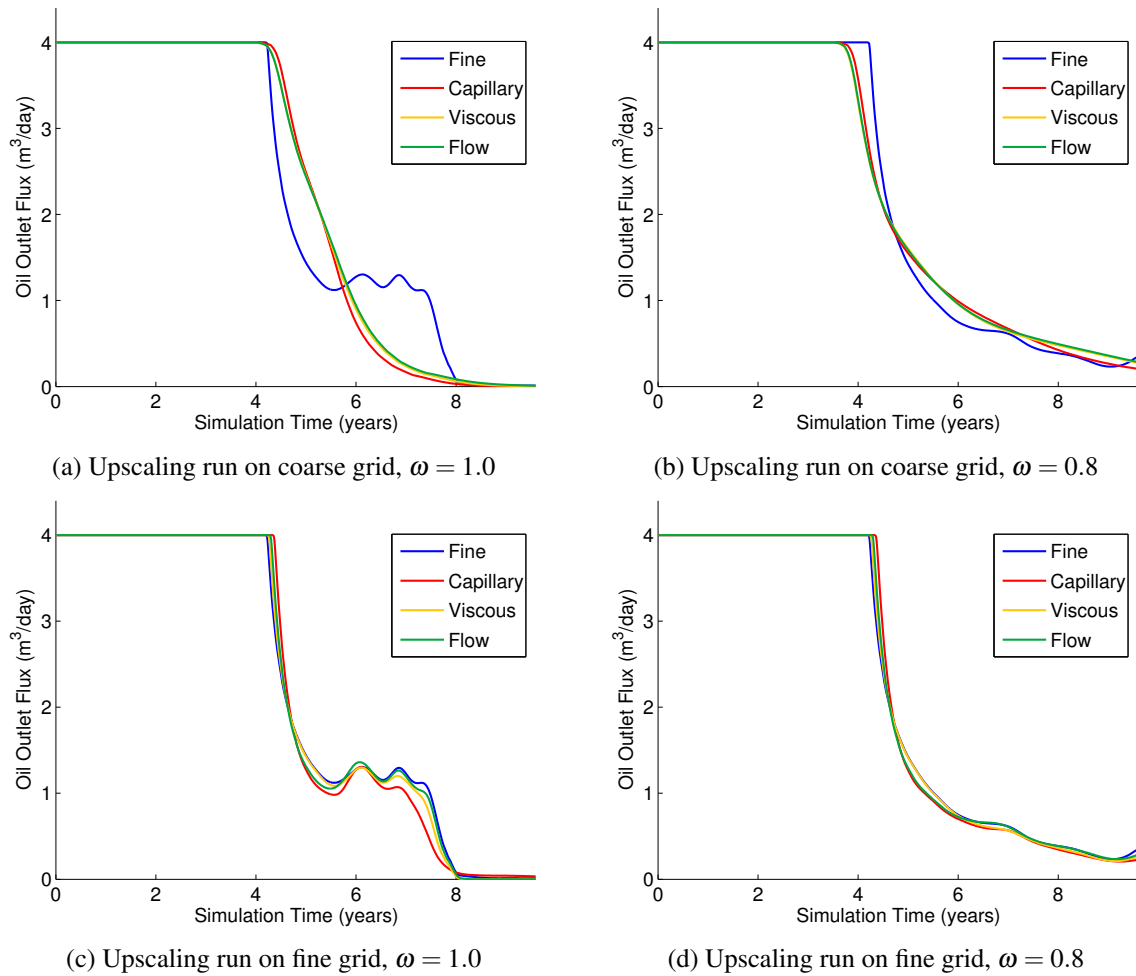 4
3
2
1
0
Oil Outlet Flux (m³/day)
Fine
Capillary
Viscous
Flow
0 2 4 6 8
Simulation Time (years)
(a) Upscaling run on coarse grid, ω = 1.0
4
3
2
1
0
Oil Outlet Flux (m³/day)
Fine
Capillary
Viscous
Flow
0 2 4 6 8
Simulation Time (years)
(b) Upscaling run on coarse grid, ω = 0.8
4
3
2
1
0
Oil Outlet Flux (m³/day)
Fine
Capillary
Viscous
Flow
0 2 4 6 8
Simulation Time (years)
(c) Upscaling run on fine grid, ω = 1.0
4
3
2
1
0
Oil Outlet Flux (m³/day)
Fine
Capillary
Viscous
Flow
0 2 4 6 8
Simulation Time (years)
(d) Upscaling run on fine grid, ω = 0.8